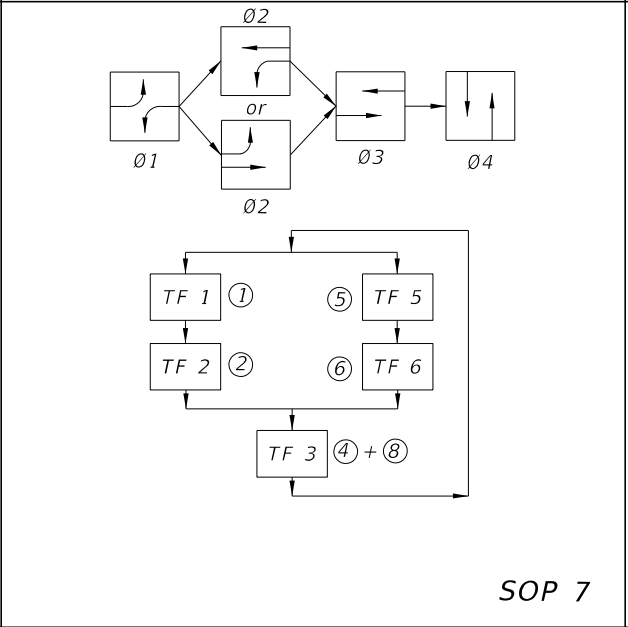 Ø2
or
Ø1
Ø2
Ø3
Ø4
TF 1 1
5 TF 5
TF 2 2
6 TF 6
TF 3 4 + 8
SOP 7